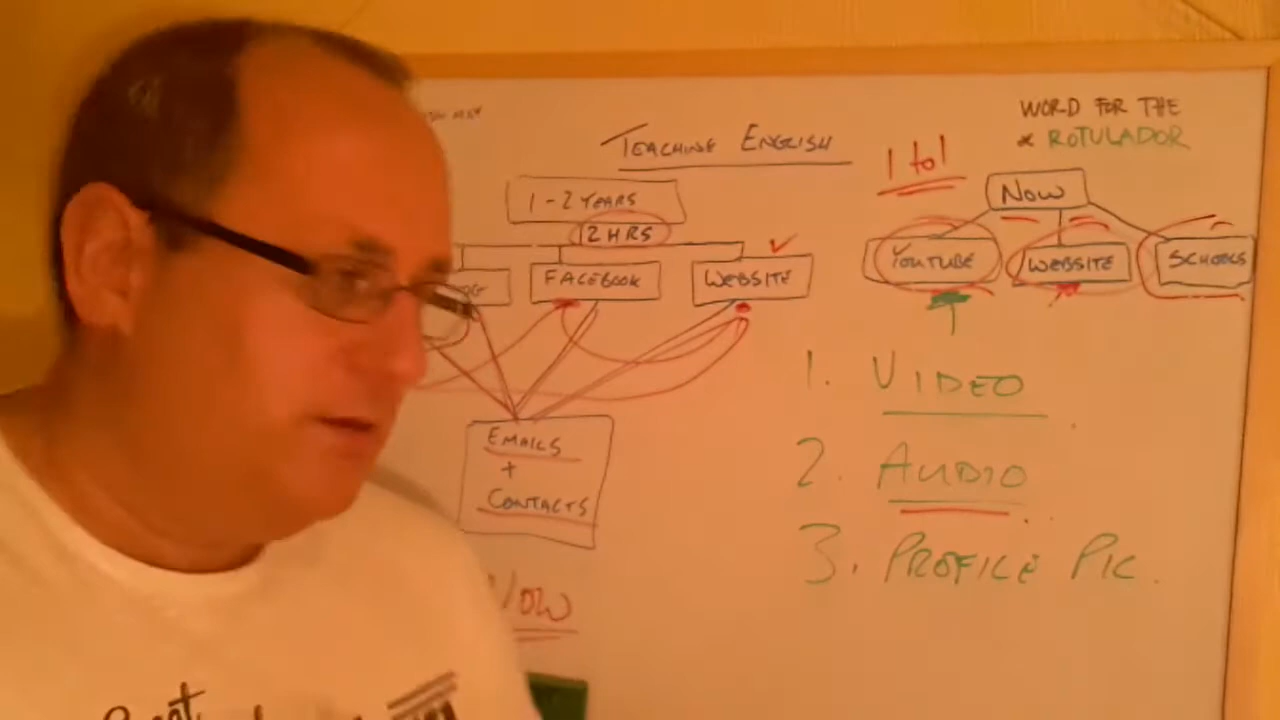 TEACHING ENGLISH
1-2 YEARS
2 HRS
FACEBOOK
WEBSITE
EMAILS
+
CONTACTS
NOW
WORD FOR THE
* ROTULADOR
1 to 1
NOW
YOUTUBE
WEBSITE
SCHOOLS
1. VIDEO
2. AUDIO
3. PROFILE PIC.